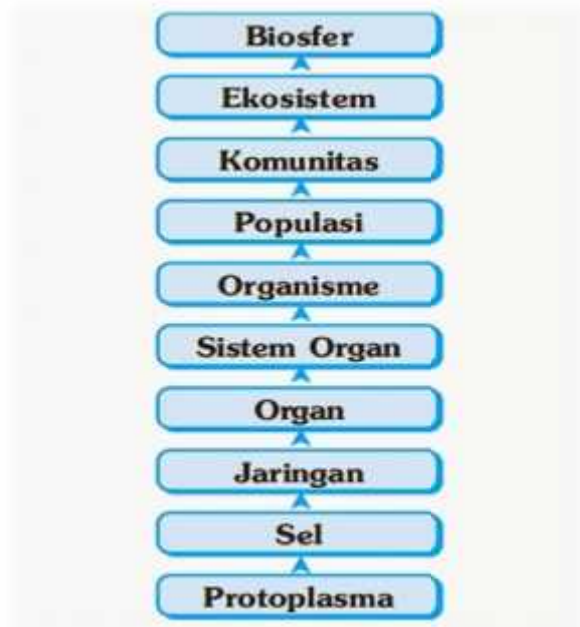 Biosfer
Ekosistem
Komunitas
Populasi
Organisme
Sistem Organ
Organ
Jaringan
Sel
Protoplasma